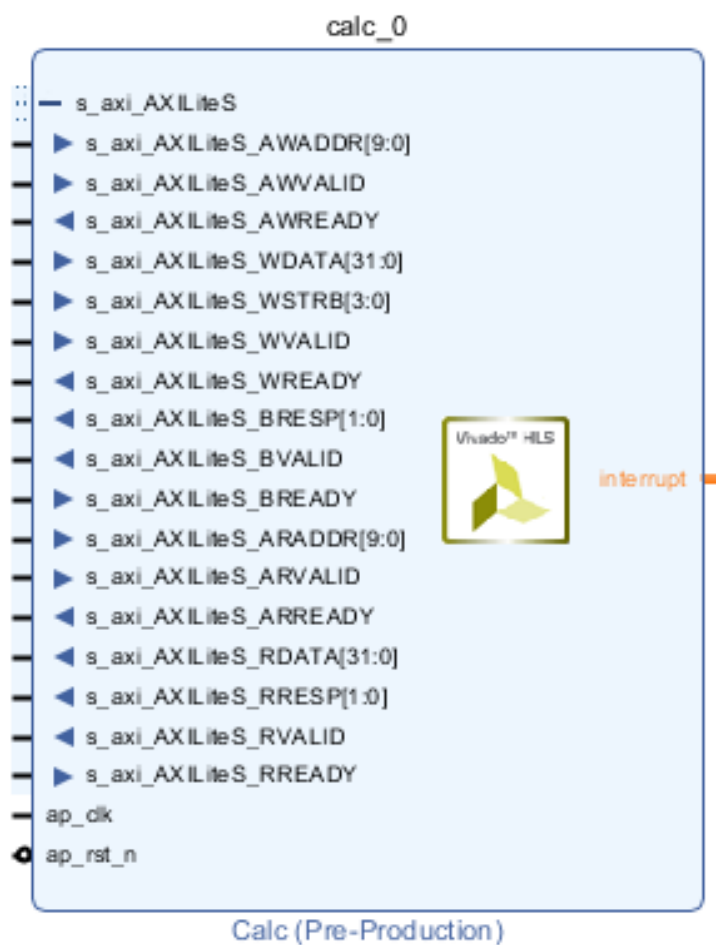 calc_0
s_axi_AXILiteS
s_axi_AXILiteS_AWADDR[9:0]
s_axi_AXILiteS_AWVALID
s_axi_AXILiteS_AWREADY
s_axi_AXILiteS_WDATA[31:0]
s_axi_AXILiteS_WSTRB[3:0]
s_axi_AXILiteS_WVALID
s_axi_AXILiteS_WREADY
s_axi_AXILiteS_BRESP[1:0]
s_axi_AXILiteS_BVALID
s_axi_AXILiteS_BREADY
s_axi_AXILiteS_ARADDR[9:0]
s_axi_AXILiteS_ARVALID
s_axi_AXILiteS_ARREADY
s_axi_AXILiteS_RDATA[31:0]
s_axi_AXILiteS_RRESP[1:0]
s_axi_AXILiteS_RVALID
s_axi_AXILiteS_RREADY
ap_clk
ap_rst_n
Vivado™ HLS
interrupt
Calc (Pre-Production)